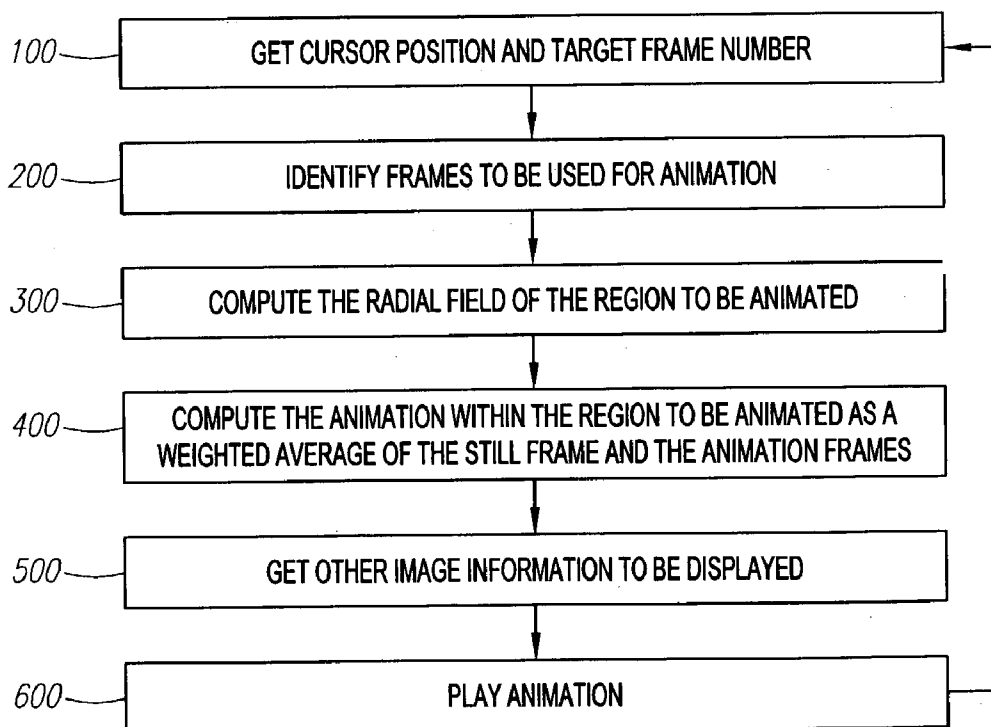 100 GET CURSOR POSITION AND TARGET FRAME NUMBER
200 IDENTIFY FRAMES TO BE USED FOR ANIMATION
300 COMPUTE THE RADIAL FIELD OF THE REGION TO BE ANIMATED
400 COMPUTE THE ANIMATION WITHIN THE REGION TO BE ANIMATED AS A
WEIGHTED AVERAGE OF THE STILL FRAME AND THE ANIMATION FRAMES
500 GET OTHER IMAGE INFORMATION TO BE DISPLAYED
600 PLAY ANIMATION